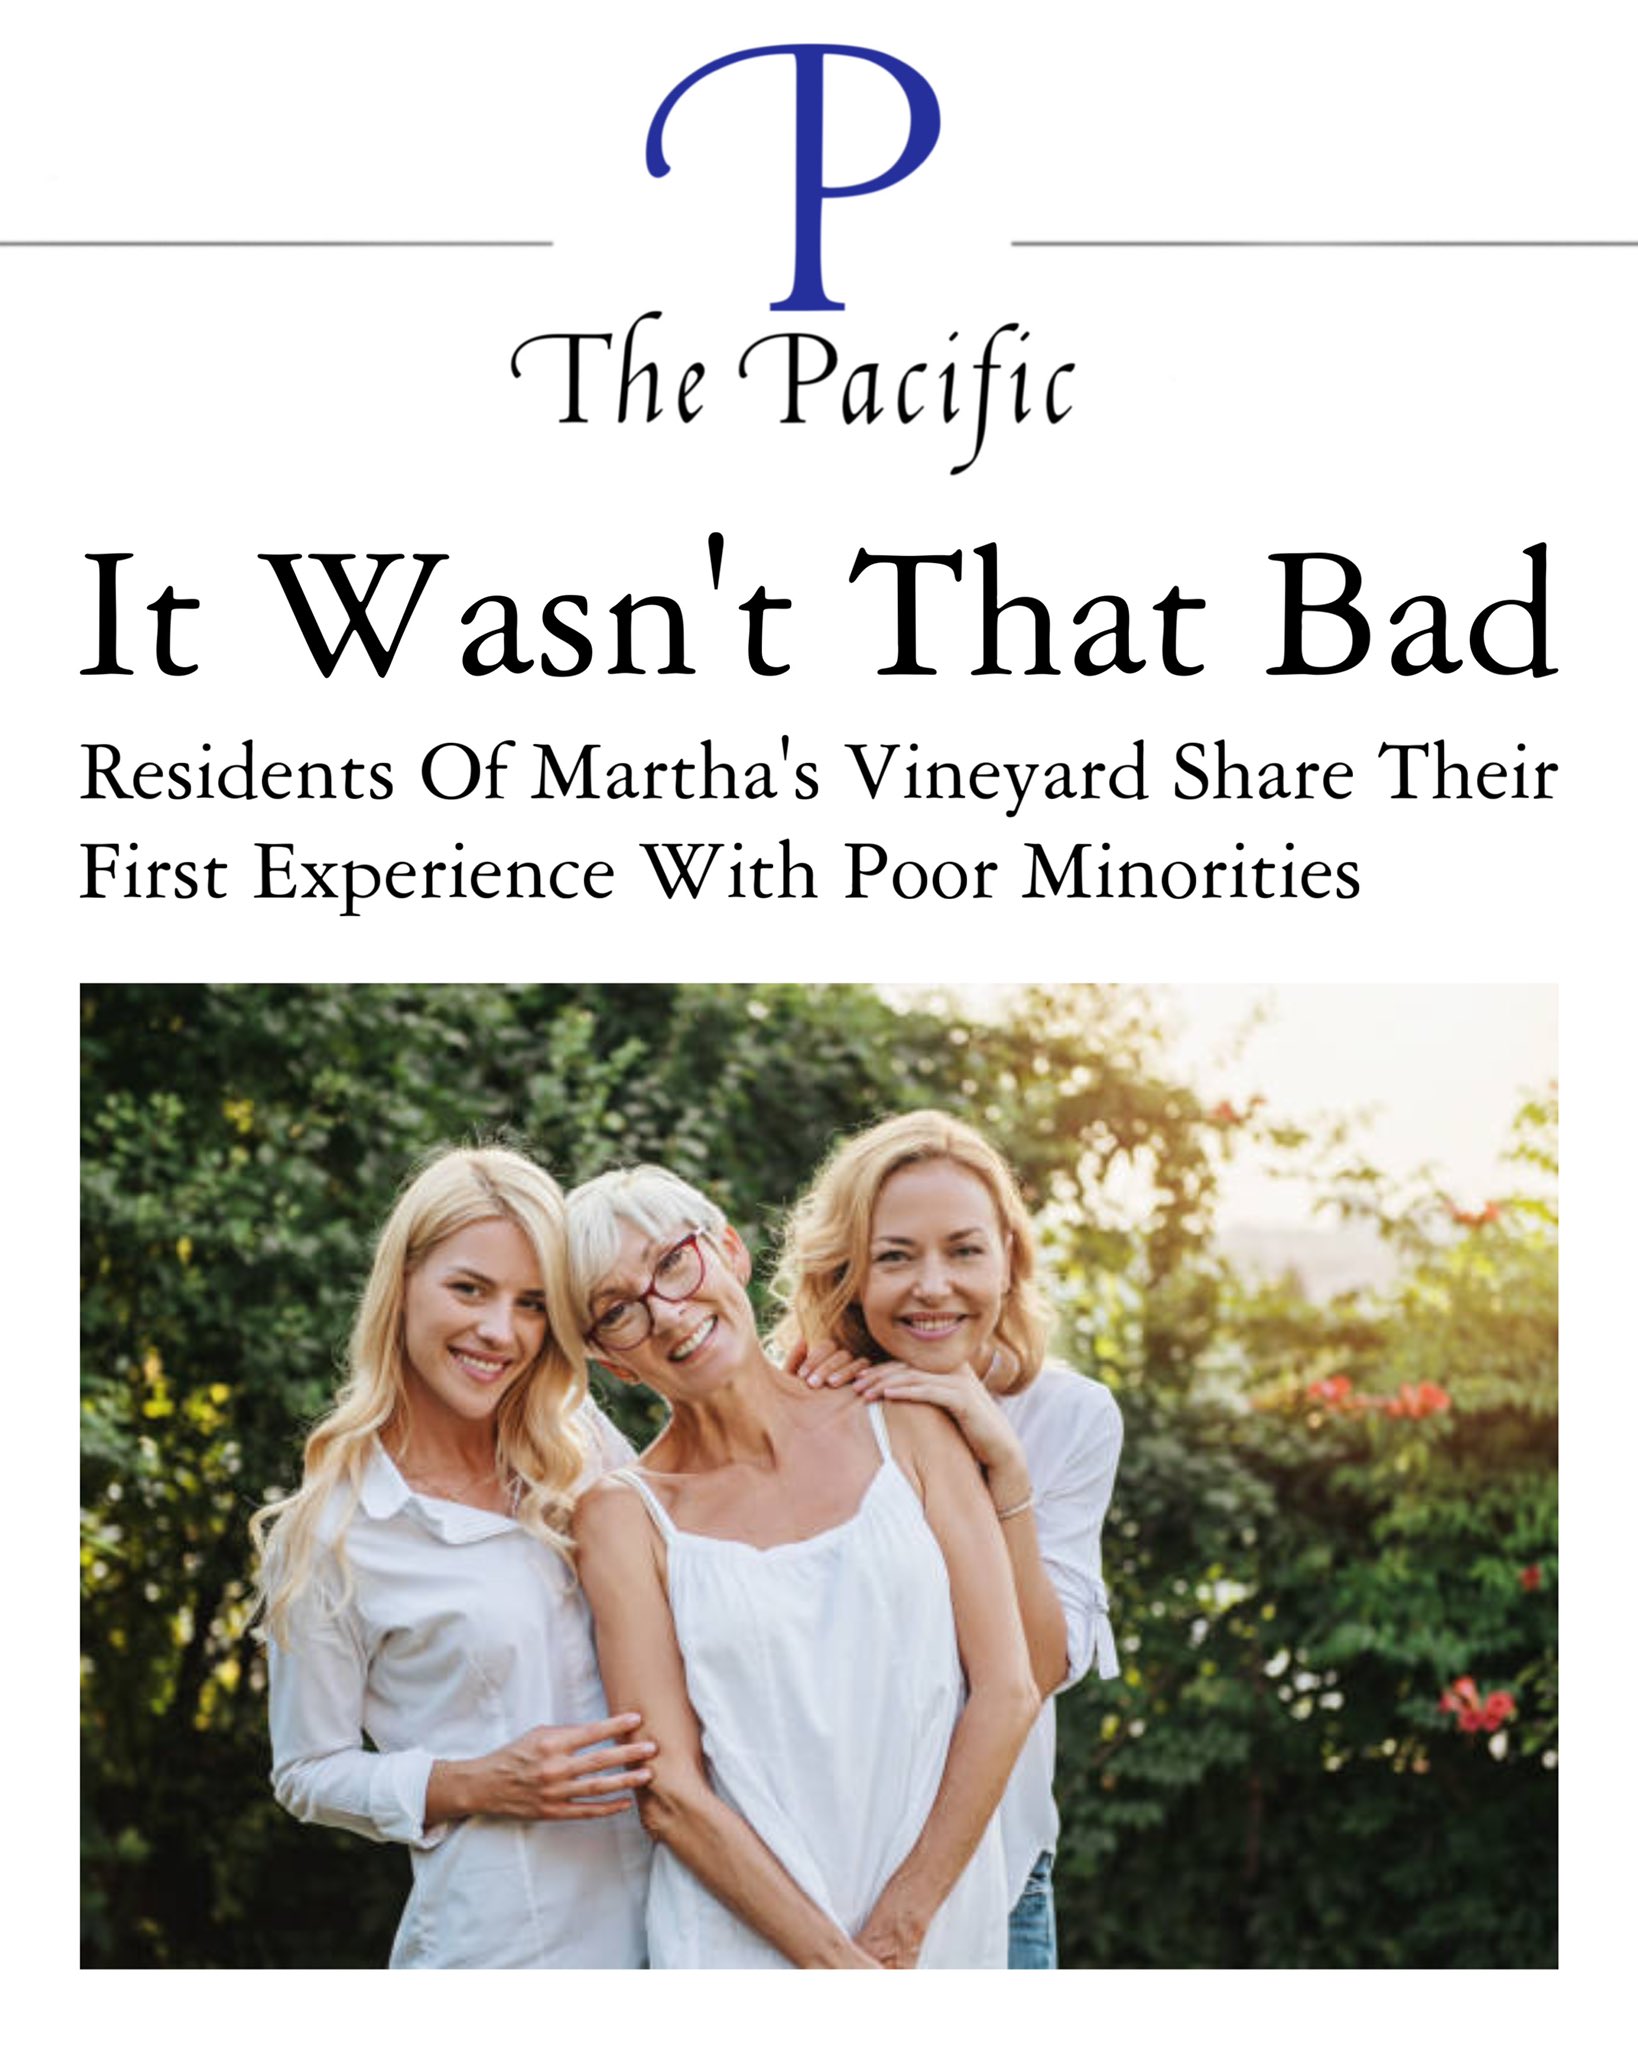 P
The Pacific
It Wasn't That Bad
Residents Of Martha's Vineyard Share Their
First Experience With Poor Minorities